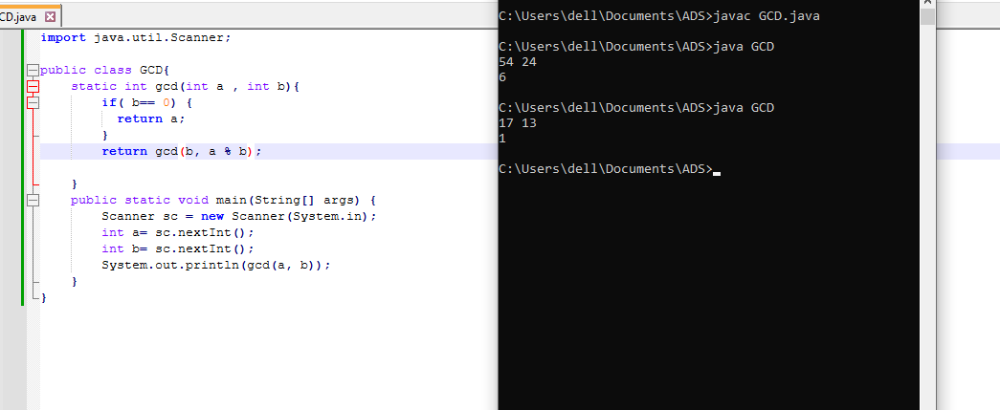 CD.java
import java.util.Scanner;
public class GCD{
static int gcd(int a , int b){
if( b== 0) {
return a;
}
return gcd(b, a % b);
}
public static void main(String[] args) {
Scanner sc = new Scanner(System.in);
int a= sc.nextInt();
int b= sc.nextInt();
System.out.println(gcd(a, b));
}
}
C:\Users\dell\Documents\ADS>javac GCD.java
C:\Users\dell\Documents\ADS>java GCD
54 24
6
C:\Users\dell\Documents\ADS>java GCD
17 13
1
C:\Users\dell\Documents\ADS>